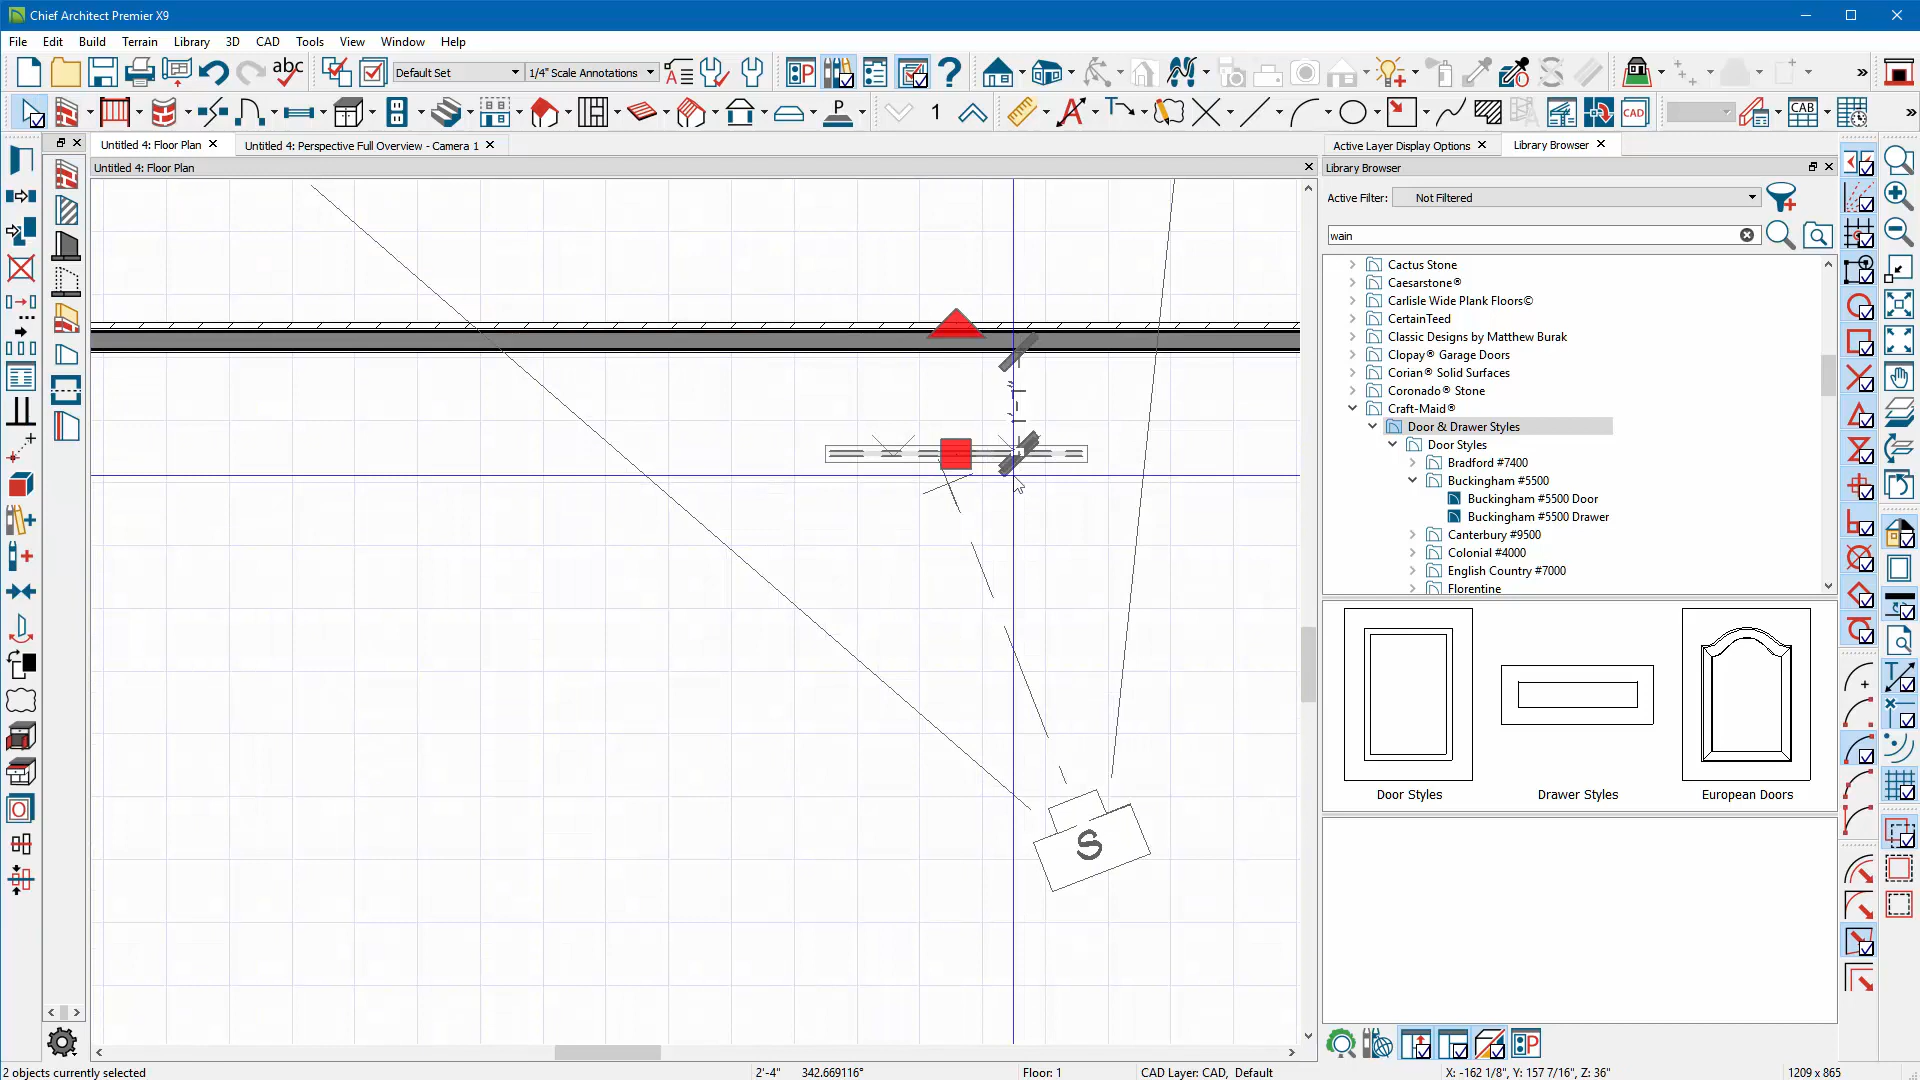 Chief Architect Premier X9
File Edit Build Terrain Library 3D CAD Tools View Window Help
abc Default Set 1/4" Scale Annotations P ?
P 1 A CAD CAB
Untitled 4: Floor Plan Untitled 4: Perspective Full Overview - Camera 1 Active Layer Display Options Library Browser
Untitled 4: Floor Plan
Library Browser
Active Filter: Not Filtered
wain
Cactus Stone
Caesarstone®
Carlisle Wide Plank Floors©
CertainTeed
Classic Designs by Matthew Burak
Clopay® Garage Doors
Corian® Solid Surfaces
Coronado® Stone
Craft-Maid®
Door & Drawer Styles
Door Styles
Bradford #7400
Buckingham #5500
Buckingham #5500 Door
Buckingham #5500 Drawer
Canterbury #9500
Colonial #4000
English Country #7000
Florentine
Door Styles Drawer Styles European Doors
S
P
2 objects currently selected 2'-4" 342.669116° Floor: 1 CAD Layer: CAD, Default X: -162 1/8", Y: 157 7/16", Z: 36" 1209 x 865